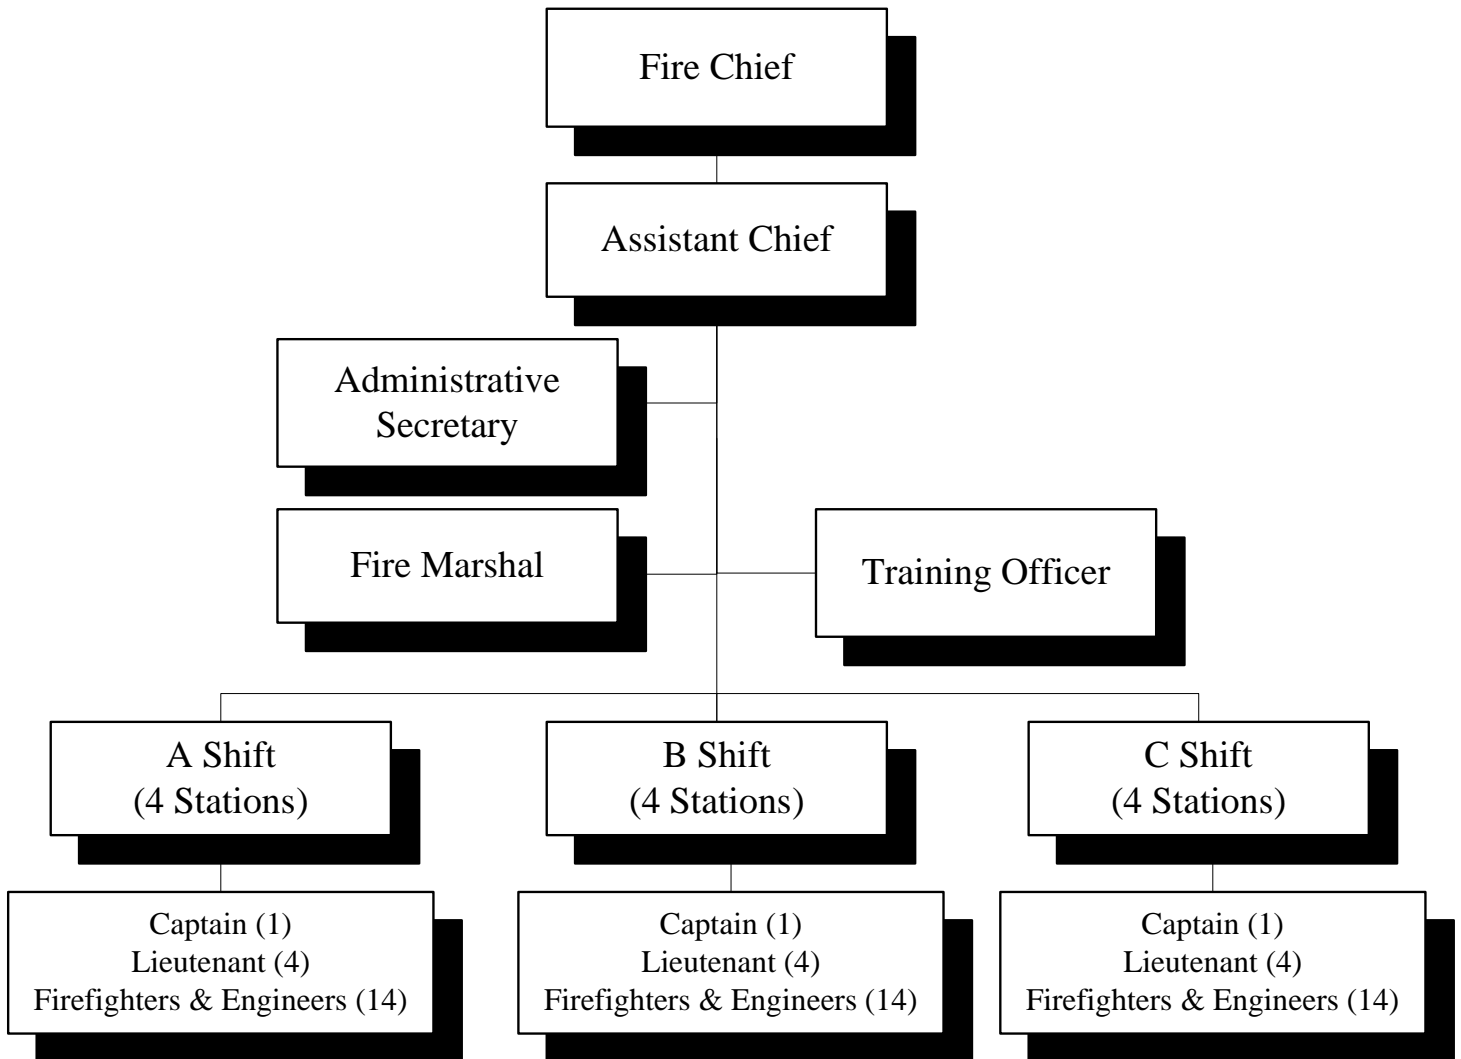 Fire Chief
Assistant Chief
Administrative
Secretary
Fire Marshal
Training Officer
A Shift
(4 Stations)
B Shift
(4 Stations)
C Shift
(4 Stations)
Captain (1)
Lieutenant (4)
Firefighters & Engineers (14)
Captain (1)
Lieutenant (4)
Firefighters & Engineers (14)
Captain (1)
Lieutenant (4)
Firefighters & Engineers (14)